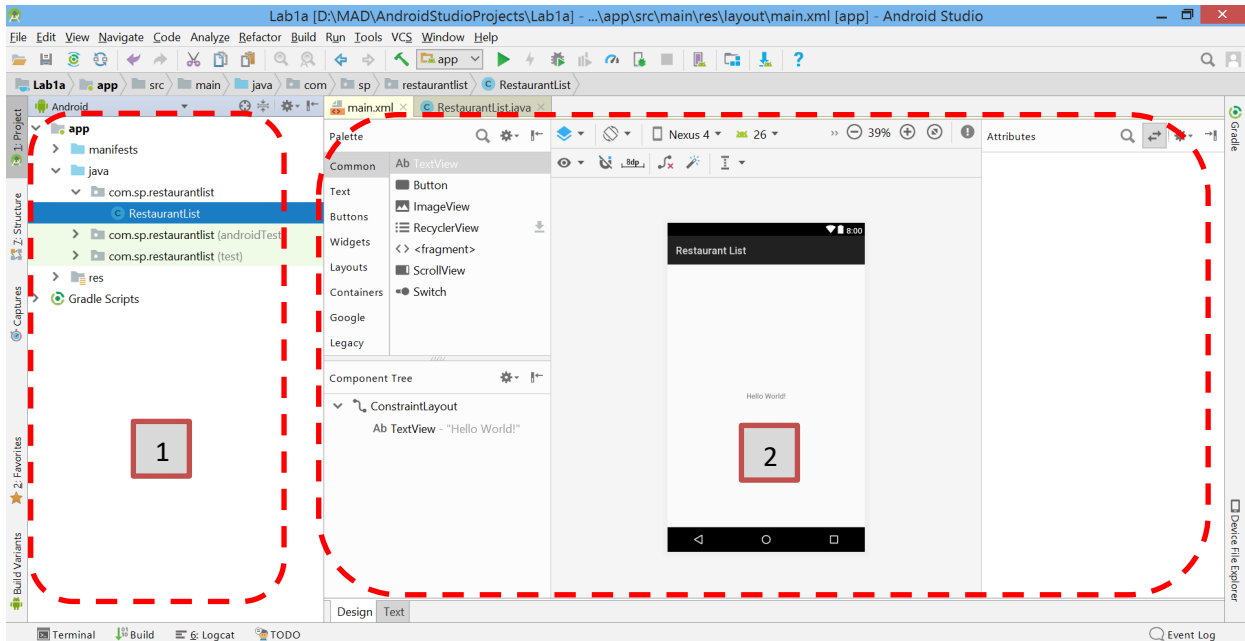 Lab1a [D:\MAD\AndroidStudioProjects\Lab1a] - ...\app\src\main\res\layout\main.xml [app] - Android Studio
File Edit View Navigate Code Analyze Refactor Build Run Tools VCS Window Help
app
Lab1a app src main java com sp restaurantlist RestaurantList
1: Project
Z: Structure
Captures
2: Favorites
Build Variants
Android
app
manifests
java
com.sp.restaurantlist
RestaurantList
com.sp.restaurantlist (androidTest
com.sp.restaurantlist (test)
res
Gradle Scripts
1
main.xml RestaurantList.java
Palette
Common
Text
Buttons
Widgets
Layouts
Containers
Google
Legacy
Ab TextView
Button
ImageView
RecyclerView
<> <fragment>
ScrollView
Switch
Component Tree
ConstraintLayout
Ab TextView - "Hello World!"
Nexus 4 26 39%
8dp
8:00
Restaurant List
Hello World!
2
Attributes
Gradle
Device File Explorer
Design Text
Terminal Build 6: Logcat TODO
Event Log